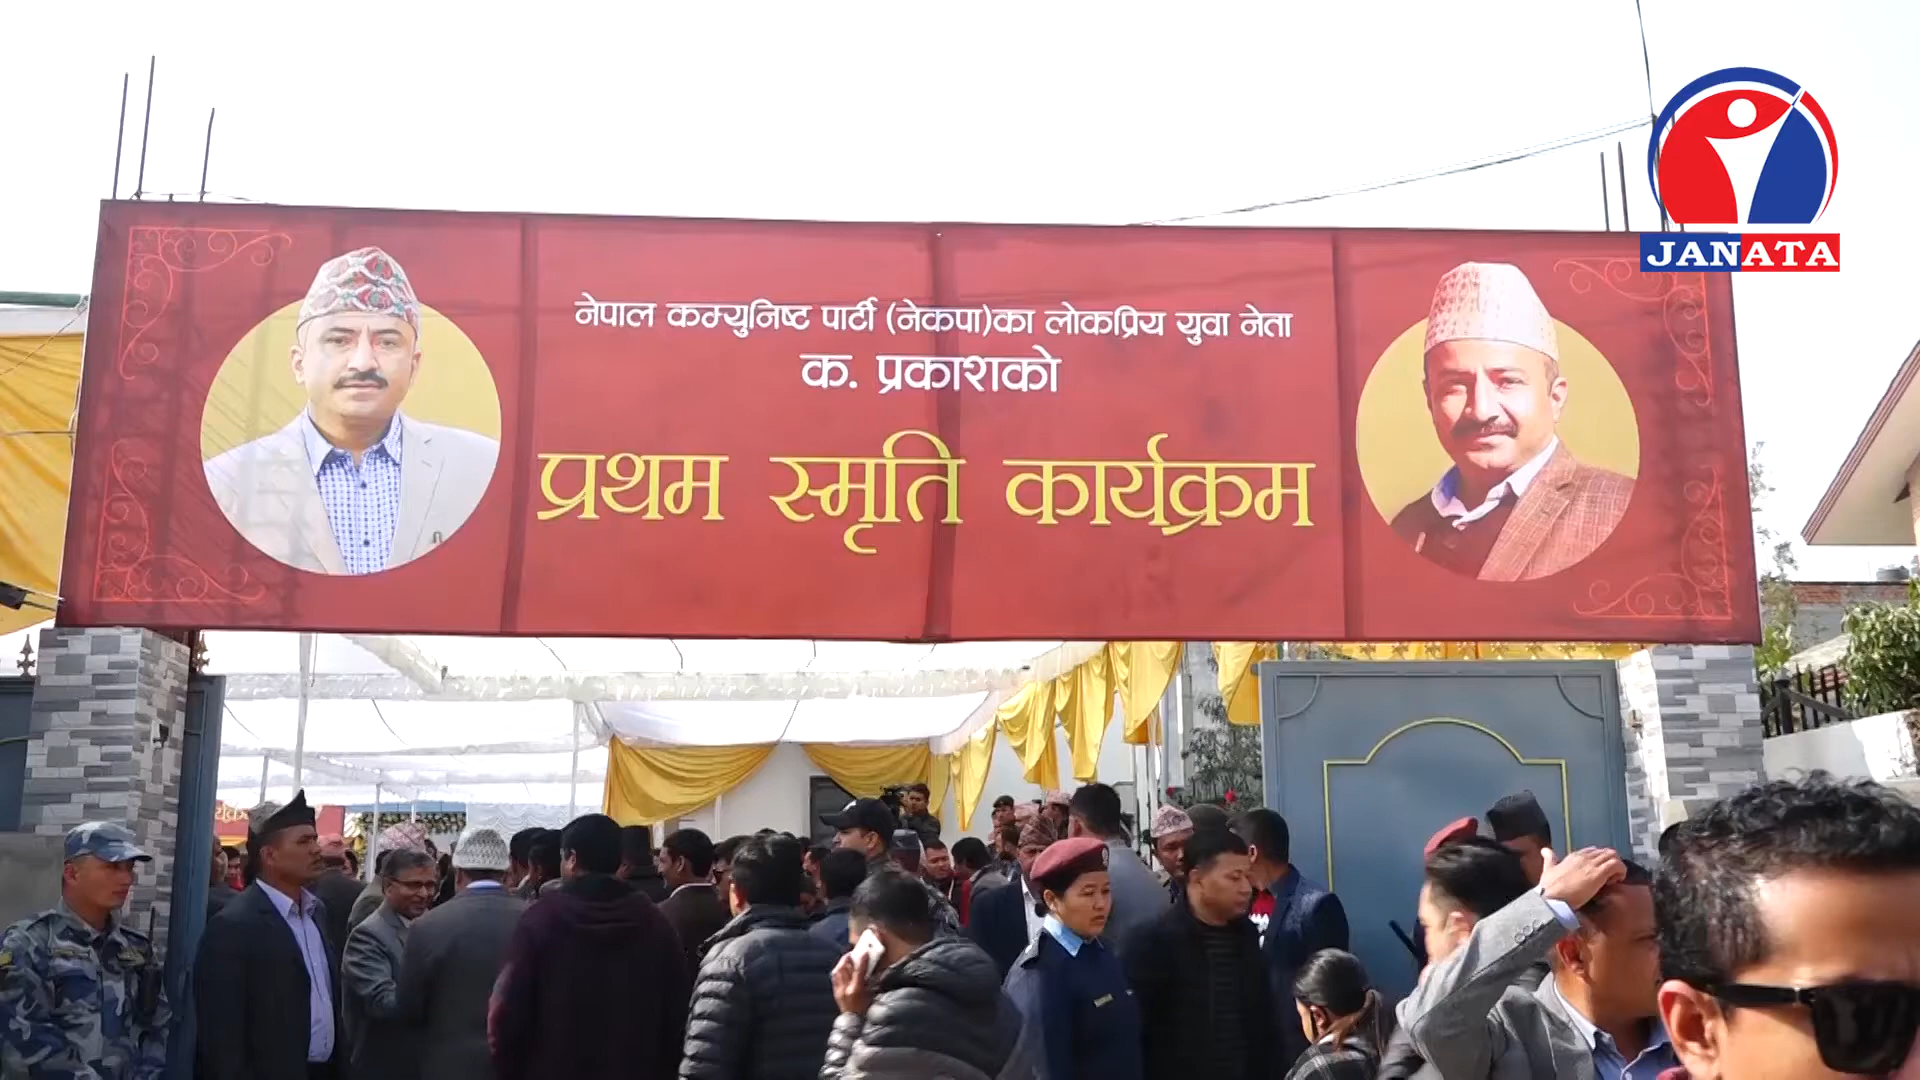 नेपाल कम्युनिष्ट पार्टी (नेकपा)का लोकप्रिय युवा नेता
क. प्रकाशको
प्रथम स्मृति कार्यक्रम
JANATA